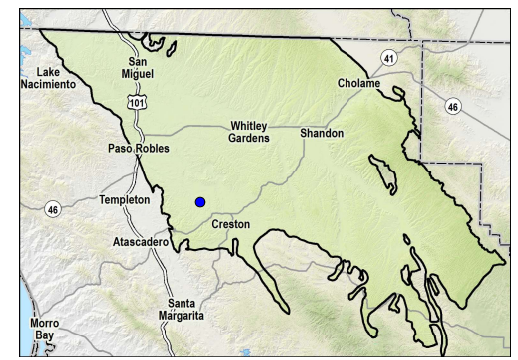 San
Miguel
41
Lake
Nacimiento
Cholame
101
46
Whitley
Gardens
Shandon
Paso Robles
Templeton
46
Creston
Atascadero
Santa
Margarita
Morro
Bay